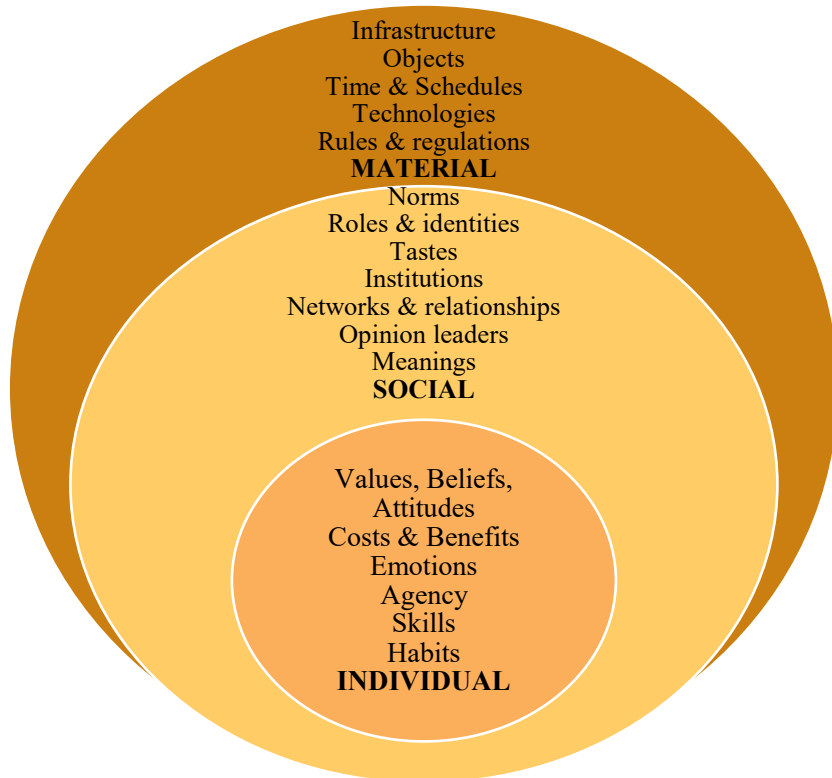 Infrastructure
Objects
Time & Schedules
Technologies
Rules & regulations
MATERIAL
Norms
Roles & identities
Tastes
Institutions
Networks & relationships
Opinion leaders
Meanings
SOCIAL
Values, Beliefs,
Attitudes
Costs & Benefits
Emotions
Agency
Skills
Habits
INDIVIDUAL